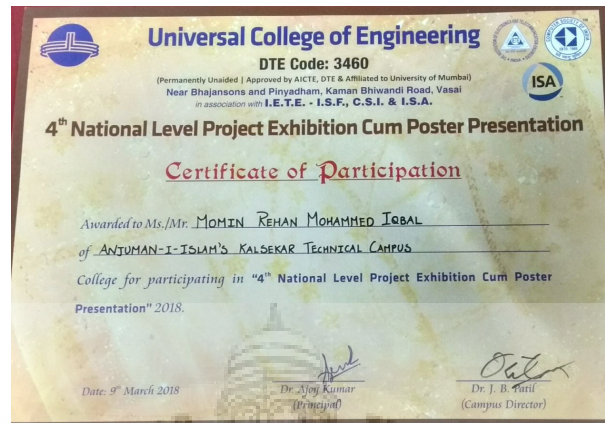 Universal College of Engineering
DTE Code: 3460
(Permanently Unaided | Approved by AICTE, DTE & Affiliated to University of Mumbai)
Near Bhajansons and Pinyadham, Kaman Bhiwandi Road, Vasai
in association with I.E.T.E. - I.S.F., C.S.I. & I.S.A.
ISA
4th National Level Project Exhibition Cum Poster Presentation
Certificate of Participation
Awarded to Ms./Mr. MOMIN REHAN MOHAMMED IQBAL
of ANJUMAN-I-ISLAM'S KALSEKAR TECHNICAL CAMPUS
College for participating in "4th National Level Project Exhibition Cum Poster
Presentation" 2018.
Date: 9th March 2018
Dr. Ajoy Kumar
(Principal)
Dr. J. B. Patil
(Campus Director)